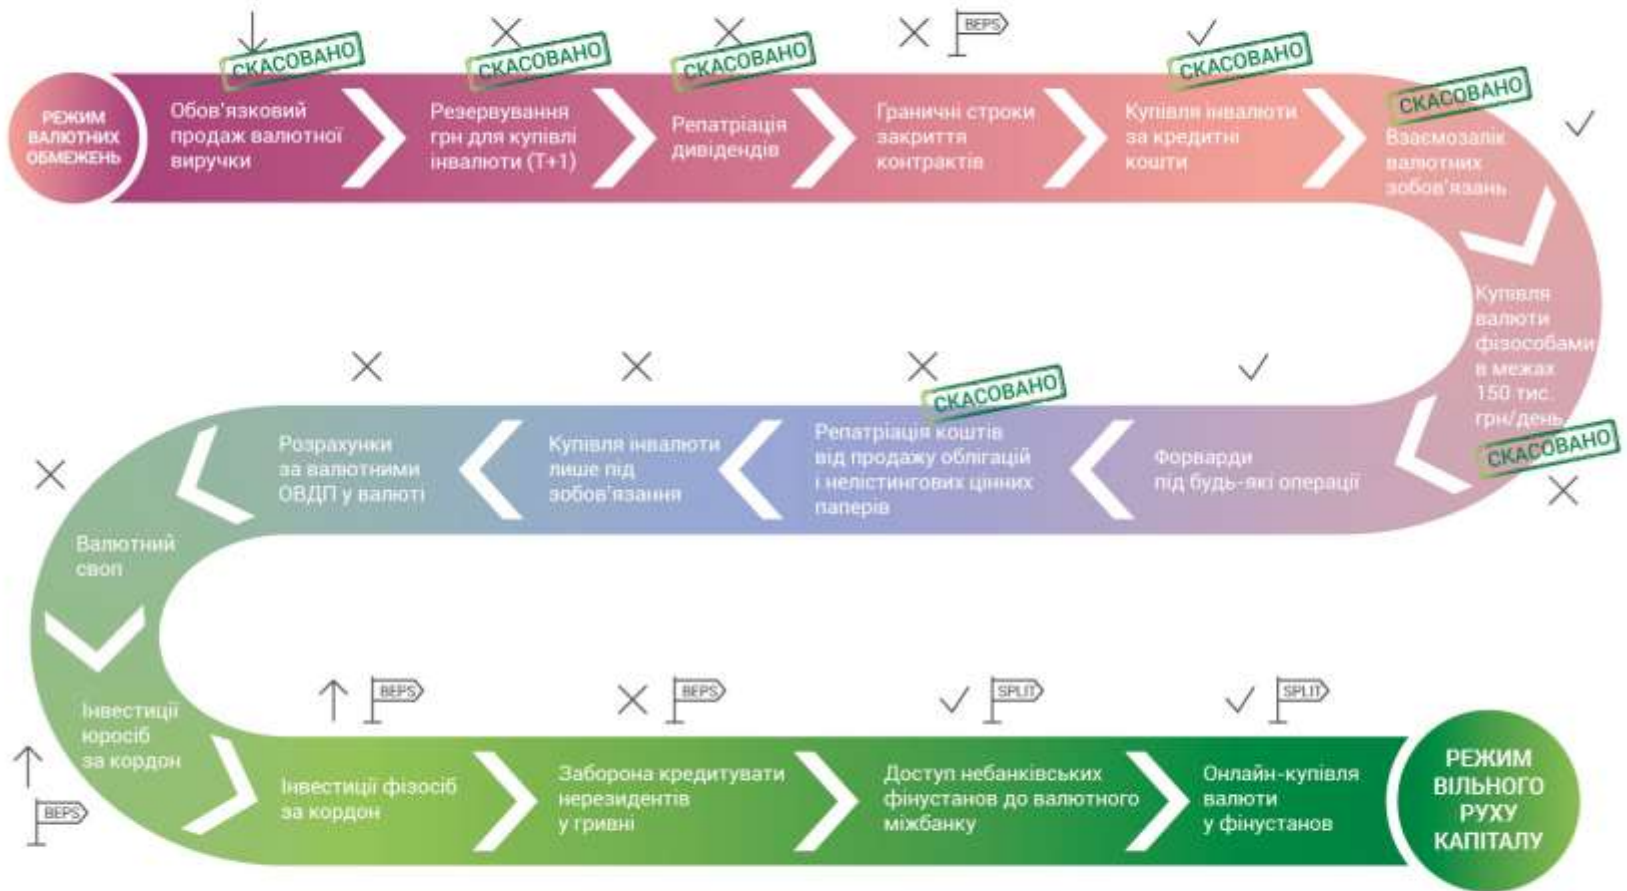 BEPS
СКАСОВАНО
СКАСОВАНО
СКАСОВАНО
СКАСОВАНО
СКАСОВАНО
РЕЖИМ
ВАЛЮТНИХ
ОБМЕЖЕНЬ
Обов'язковий
продаж валютної
виручки
Резервування
грн для купівлі
інвалюти (Т+1)
Репатріація
дивідендів
Граничні строки
закриття
контрактів
Купівля інвалюти
за кредитні
кошти
Взаємозалік
валютних
зобов'язань
Купівля
валюти
фізособами
в межах
150 тис.
грн/день
СКАСОВАНО
Форварди
під будь-які операції
СКАСОВАНО
Репатріація коштів
від продажу облігацій
і нелістингових цінних
паперів
Купівля інвалюти
лише під
зобов'язання
Розрахунки
за валютними
ОВДП у валюті
Валютний
своп
Інвестиції
юросіб
за кордон
BEPS
BEPS
Інвестиції фізосіб
за кордон
BEPS
Заборона кредитувати
нерезидентів
у гривні
SPLIT
Доступ небанківських
фінустанов до валютного
міжбанку
SPLIT
Онлайн-купівля
валюти
у фінустанов
РЕЖИМ
ВІЛЬНОГО
РУХУ
КАПІТАЛУ